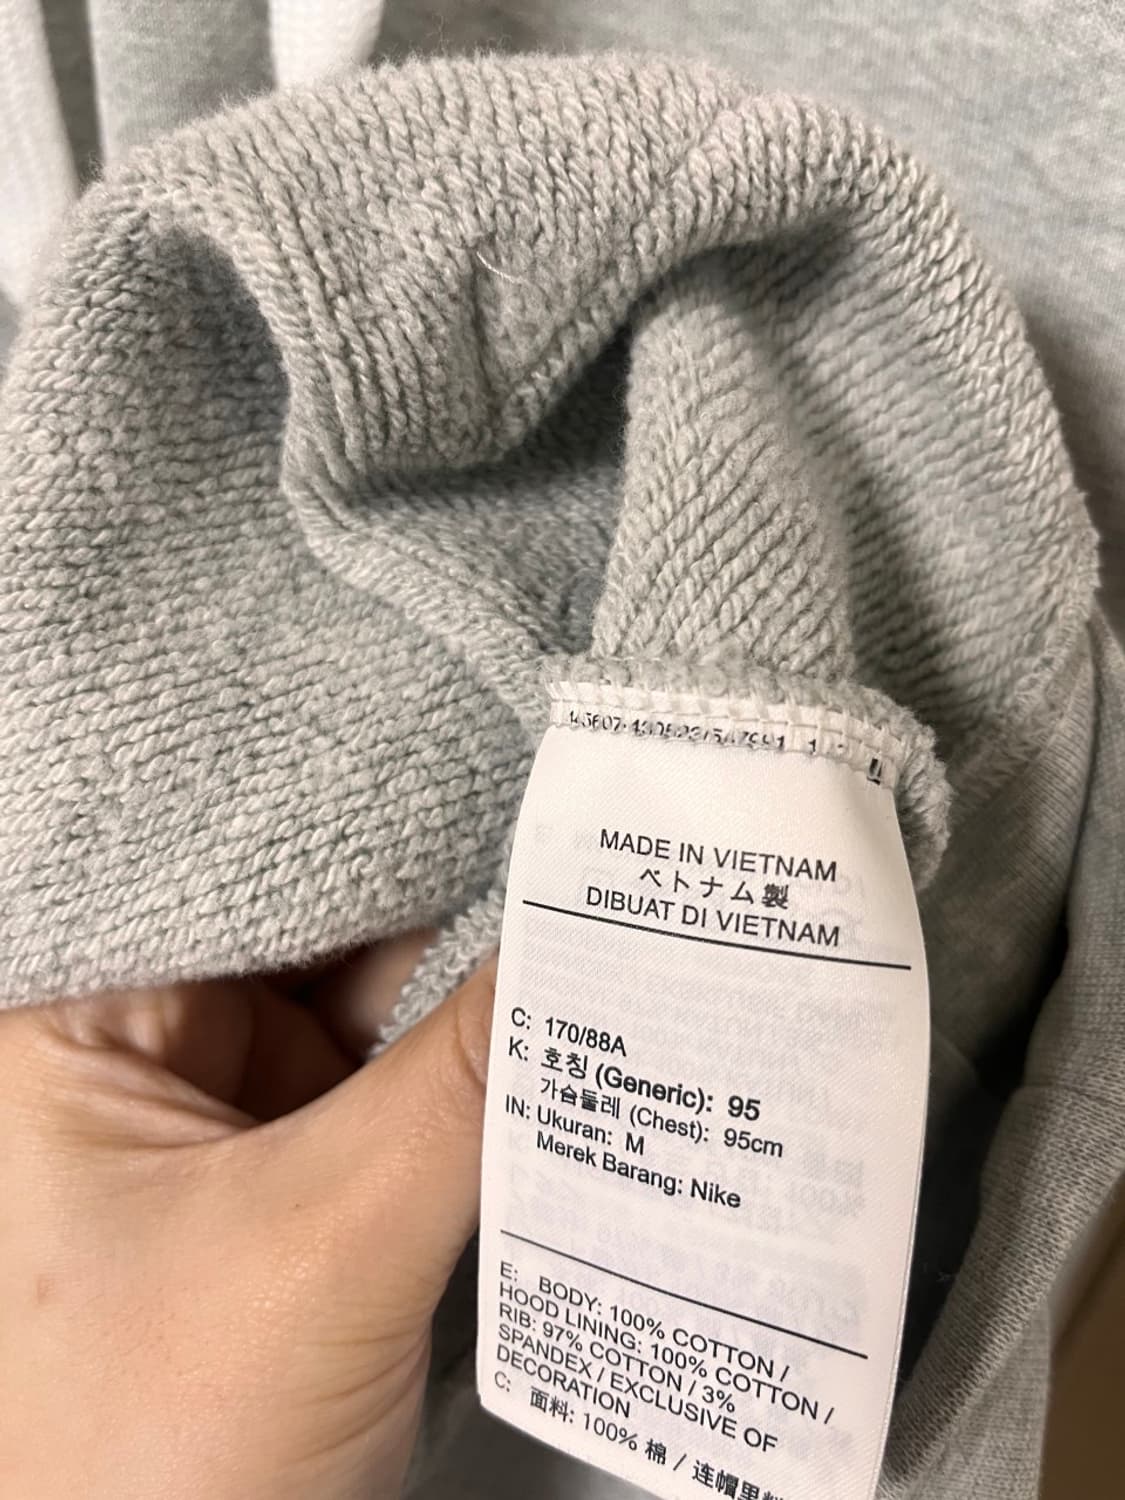 MADE IN VIETNAM
ベトナム製
DIBUAT DI VIETNAM
C: 170/88A
K: 호칭 (Generic): 95
가슴둘레 (Chest): 95cm
IN: Ukuran: M
Merek Barang: Nike
E: BODY: 100% COTTON /
HOOD LINING: 100% COTTON /
RIB: 97% COTTON / 3%
SPANDEX / EXCLUSIVE OF
DECORATION
C: 面料: 100% 棉 / 连帽里料